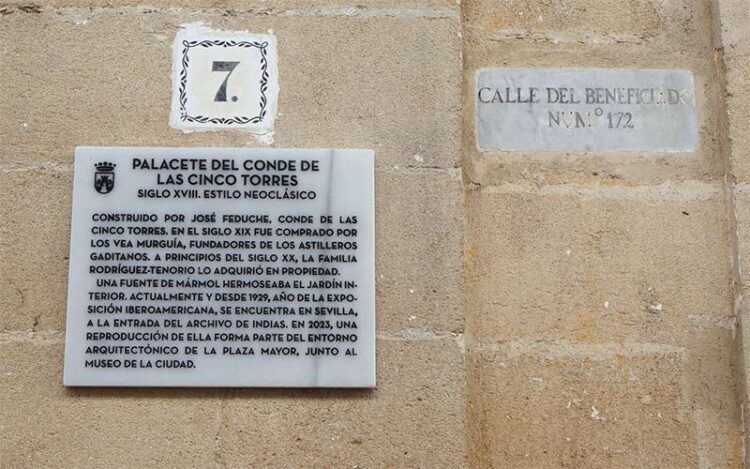 7.
CALLE DEL BENEFICIADO
NUM° 172
PALACETE DEL CONDE DE
LAS CINCO TORRES
SIGLO XVIII. ESTILO NEOCLÁSICO
CONSTRUIDO POR JOSÉ FEDUCHE, CONDE DE LAS
CINCO TORRES. EN EL SIGLO XIX FUE COMPRADO POR
LOS VEA MURGUÍA, FUNDADORES DE LOS ASTILLEROS
GADITANOS. A PRINCIPIOS DEL SIGLO XX, LA FAMILIA
RODRÍGUEZ-TENORIO LO ADQUIRIÓ EN PROPIEDAD.
UNA FUENTE DE MÁRMOL HERMOSEABA EL JARDÍN IN-
TERIOR. ACTUALMENTE Y DESDE 1929, AÑO DE LA EXPO-
SICIÓN IBEROAMERICANA, SE ENCUENTRA EN SEVILLA,
A LA ENTRADA DEL ARCHIVO DE INDIAS. EN 2023, UNA
REPRODUCCIÓN DE ELLA FORMA PARTE DEL ENTORNO
ARQUITECTÓNICO DE LA PLAZA MAYOR, JUNTO AL
MUSEO DE LA CIUDAD.